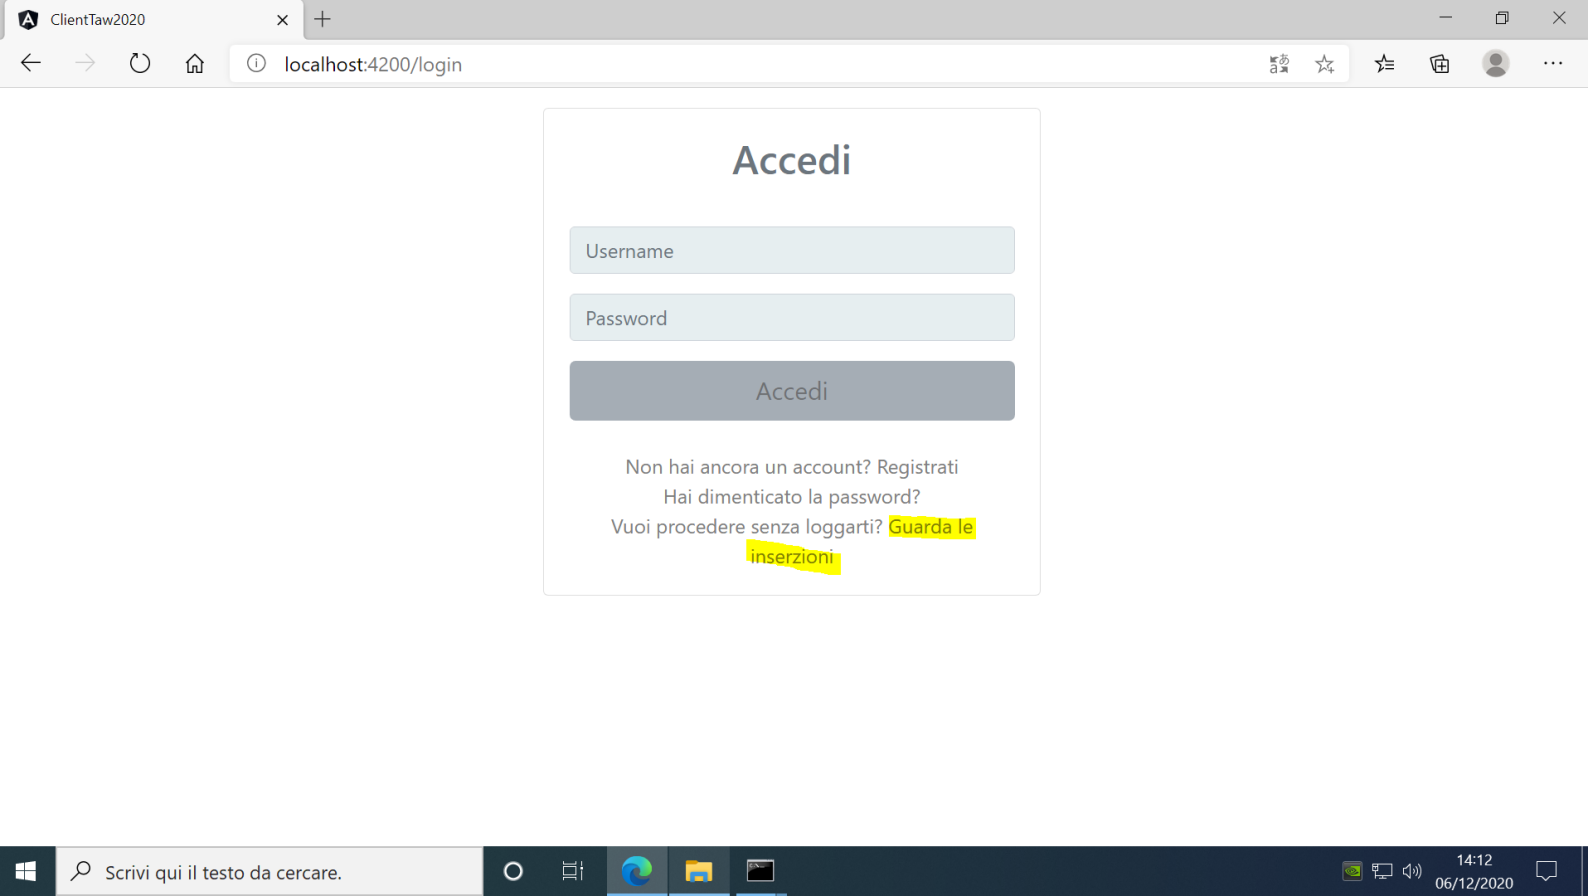 ClientTaw2020
localhost:4200/login
Accedi
Username
Password
Accedi
Non hai ancora un account? Registrati
Hai dimenticato la password?
Vuoi procedere senza loggarti? Guarda le
inserzioni
Scrivi qui il testo da cercare.
14:12
06/12/2020